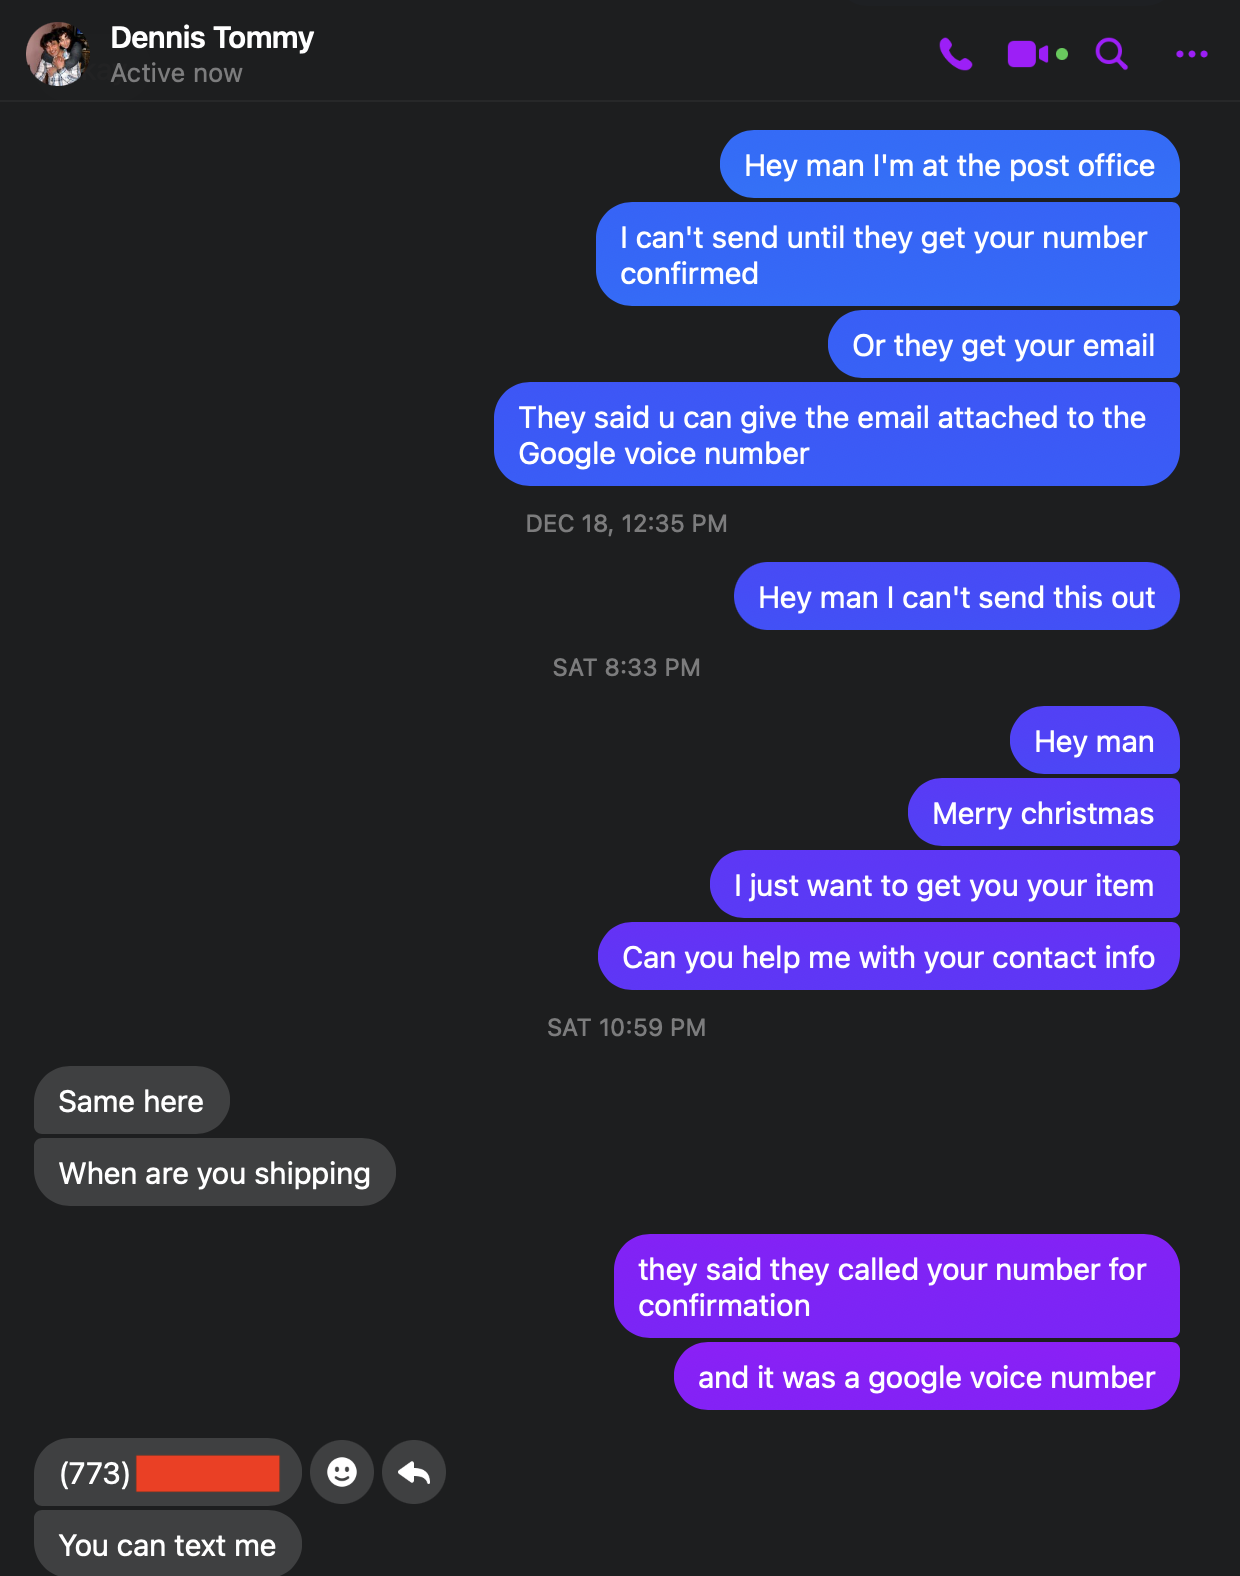 Dennis Tommy
Active now
Hey man I'm at the post office
I can't send until they get your number
confirmed
Or they get your email
They said u can give the email attached to the
Google voice number
DEC 18, 12:35 PM
Hey man I can't send this out
SAT 8:33 PM
Hey man
Merry christmas
I just want to get you your item
Can you help me with your contact info
SAT 10:59 PM
Same here
When are you shipping
they said they called your number for
confirmation
and it was a google voice number
(773)
You can text me